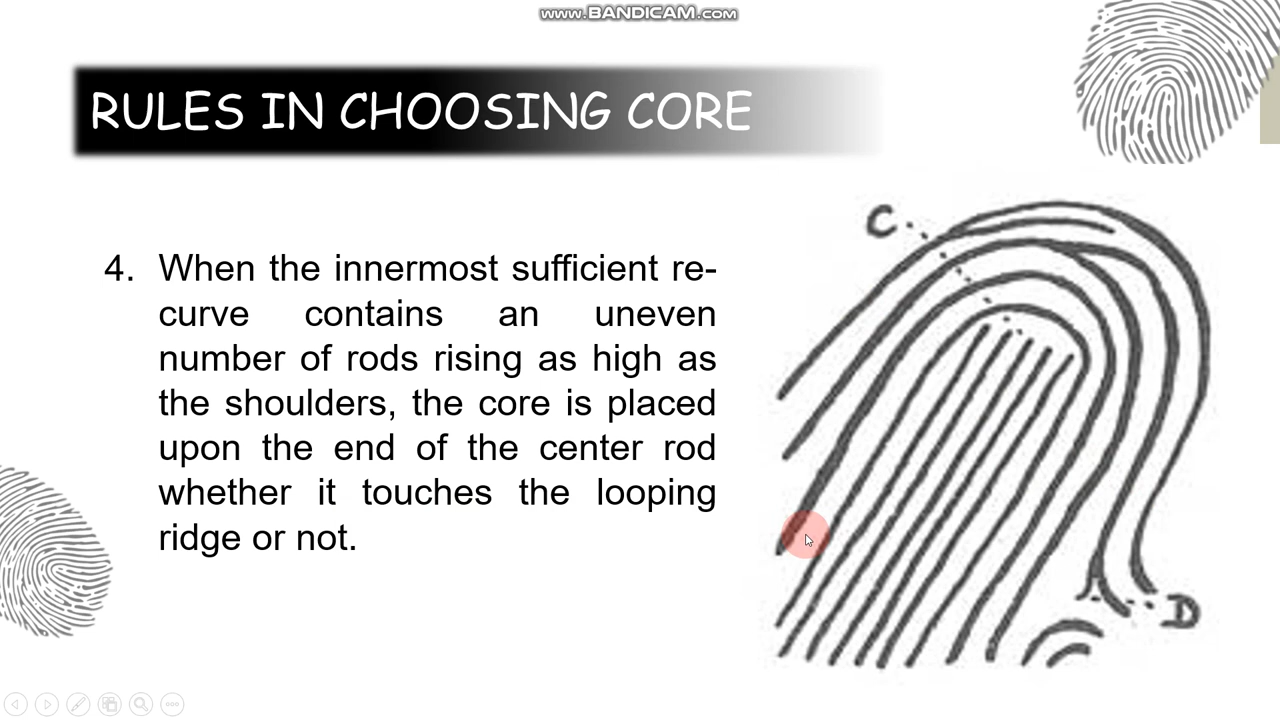 www.BANDICAM.com
RULES IN CHOOSING CORE
C
4. When the innermost sufficient re-
curve contains an uneven
number of rods rising as high as
the shoulders, the core is placed
upon the end of the center rod
whether it touches the looping
ridge or not.
D